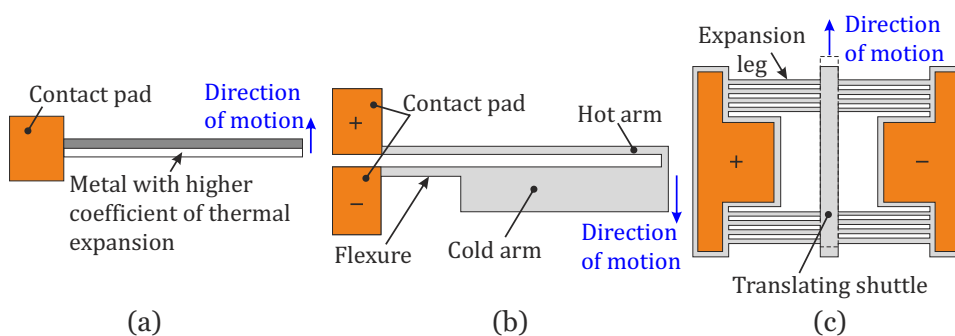 Contact pad
Direction
of motion
Metal with higher
coefficient of thermal
expansion
(a)
+
−
Contact pad
Hot arm
Flexure
Cold arm
Direction
of motion
(b)
Expansion
leg
Direction
of motion
+
−
Translating shuttle
(c)